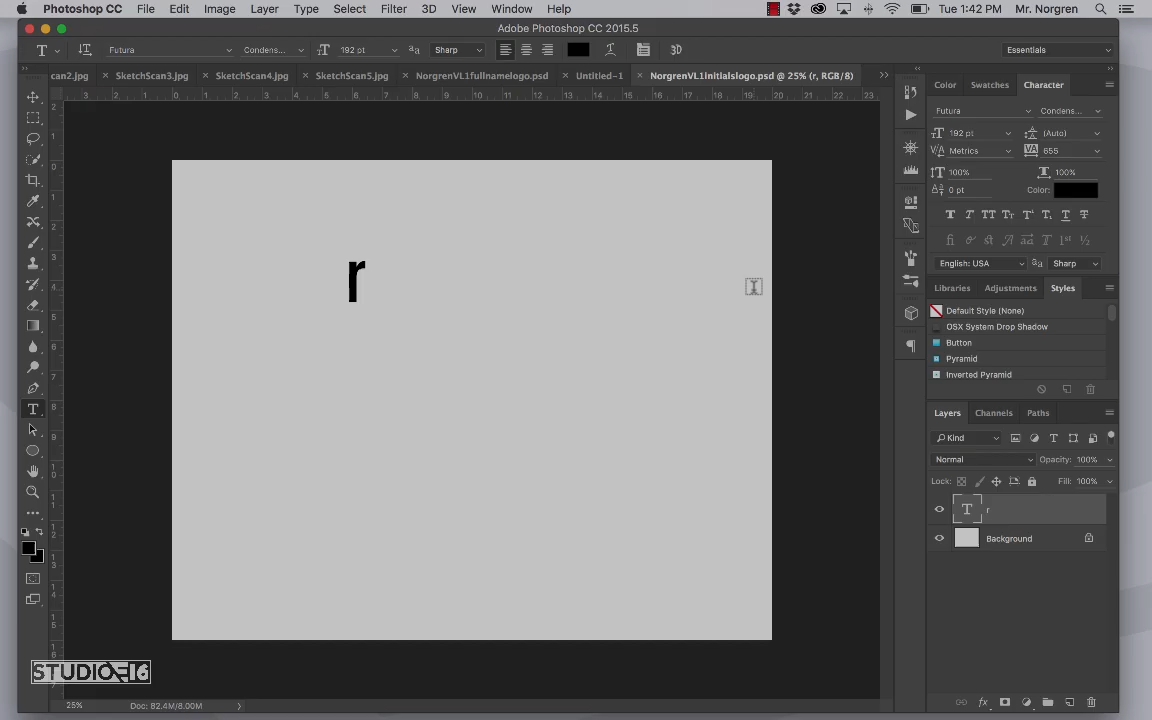 Photoshop CC File Edit Image Layer Type Select Filter 3D View Window Help Tue 1:42 PM Mr. Norgren
Adobe Photoshop CC 2015.5
T Futura Condens... 192 pt Sharp 3D Essentials
can2.jpg SketchScan3.jpg SketchScan4.jpg SketchScan5.jpg NorgrenVL1fullnamelogo.psd Untitled-1 NorgrenVL1initialslogo.psd @ 25% (r, RGB/8)
Color Swatches Character
Futura Condens...
192 pt (Auto)
Metrics 655
100% 100%
0 pt Color:
English: USA Sharp
Libraries Adjustments Styles
Default Style (None)
OSX System Drop Shadow
Button
Pyramid
Inverted Pyramid
Layers Channels Paths
Kind
Normal Opacity: 100%
Lock: Fill: 100%
T r
Background
r
STUDIO E16
25% Doc: 82.4M/8.00M